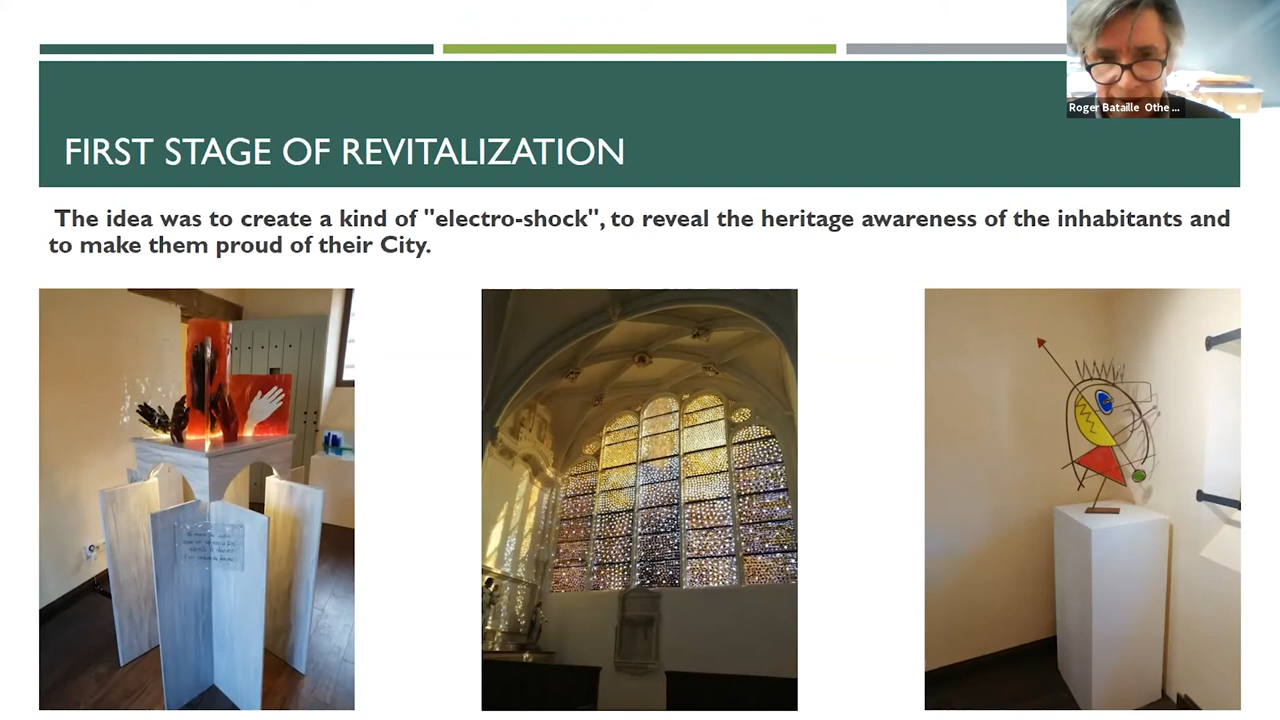 Roger Bataille Othe ...
FIRST STAGE OF REVITALIZATION
The idea was to create a kind of "electro-shock", to reveal the heritage awareness of the inhabitants and
to make them proud of their City.